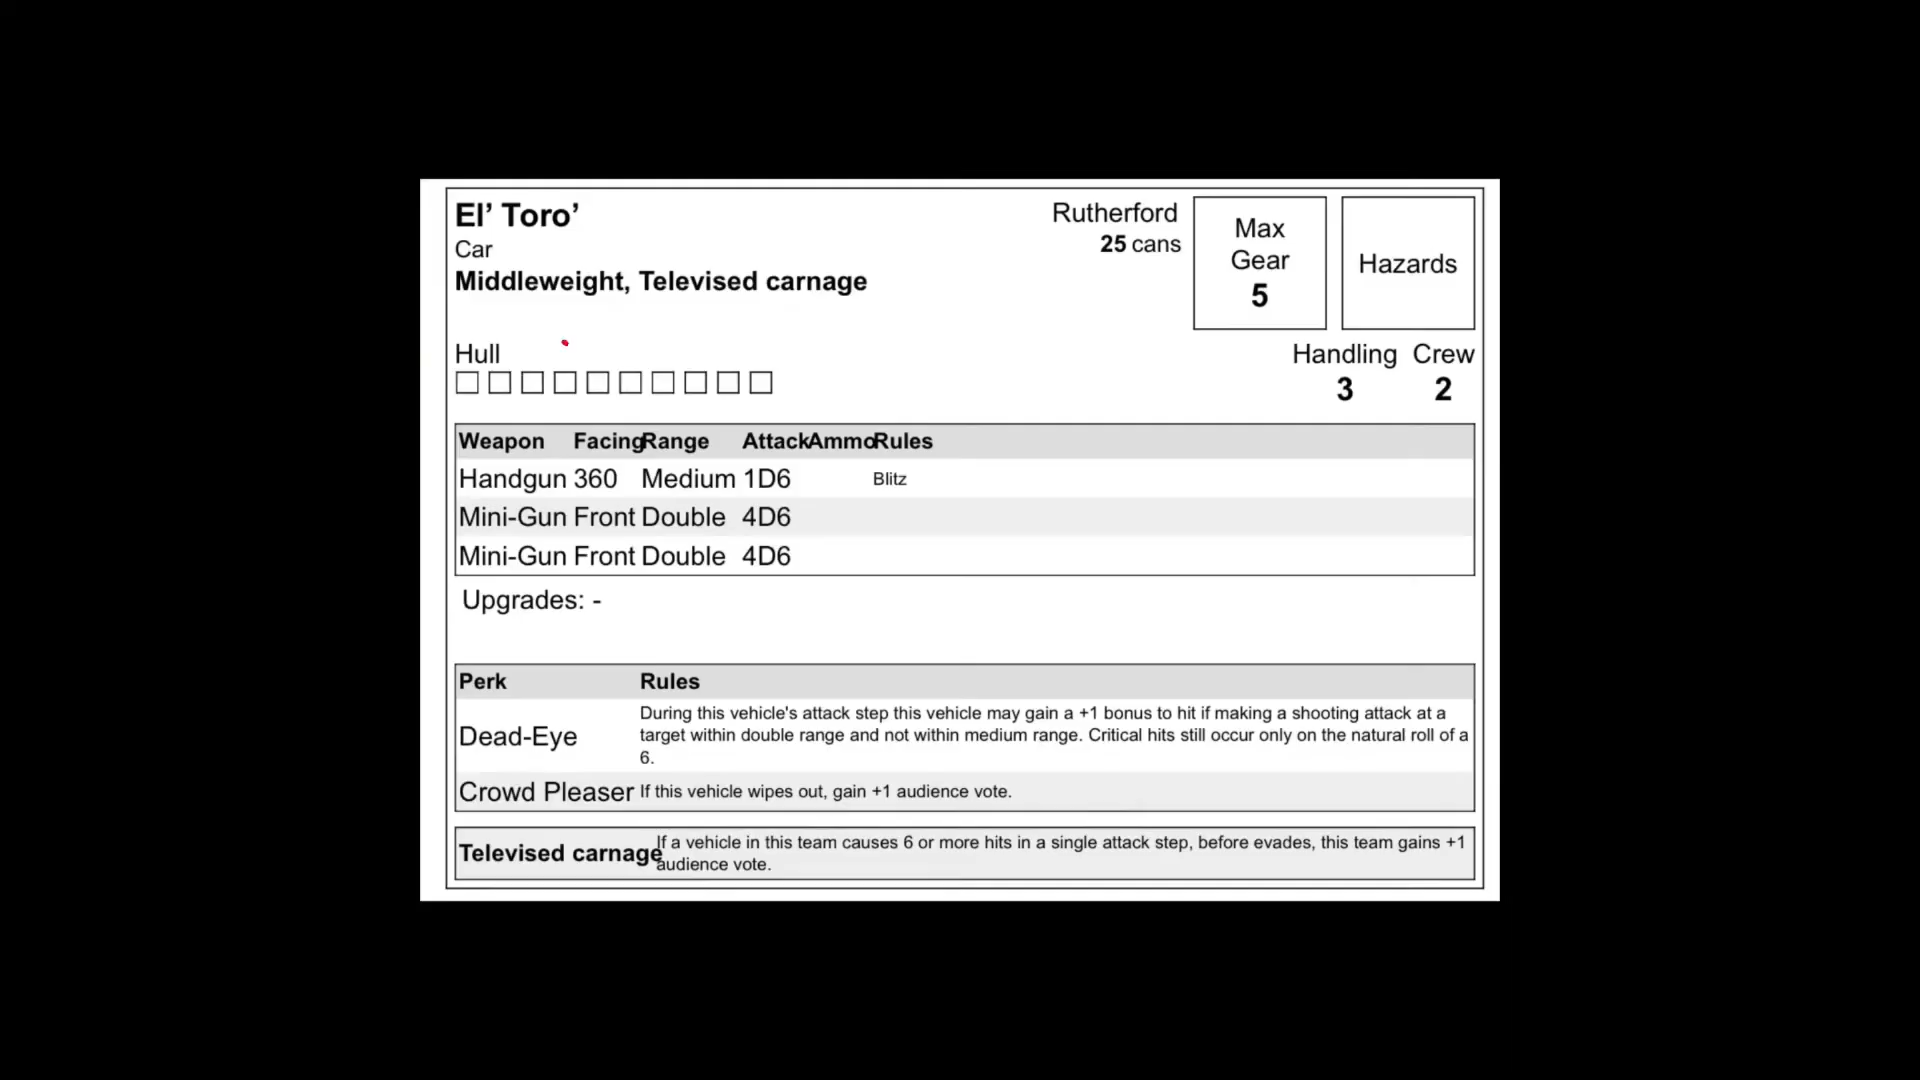 El’ Toro’
Car
Middleweight, Televised carnage
Rutherford
25 cans
Max
Gear
5
Hazards
Hull
Handling Crew
3 2
Weapon Facing Range Attack Ammo Rules
Handgun 360 Medium 1D6 Blitz
Mini-Gun Front Double 4D6
Mini-Gun Front Double 4D6
Upgrades: -
Perk Rules
Dead-Eye
During this vehicle's attack step this vehicle may gain a +1 bonus to hit if making a shooting attack at a
target within double range and not within medium range. Critical hits still occur only on the natural roll of a
6.
Crowd Pleaser If this vehicle wipes out, gain +1 audience vote.
Televised carnage
If a vehicle in this team causes 6 or more hits in a single attack step, before evades, this team gains +1
audience vote.